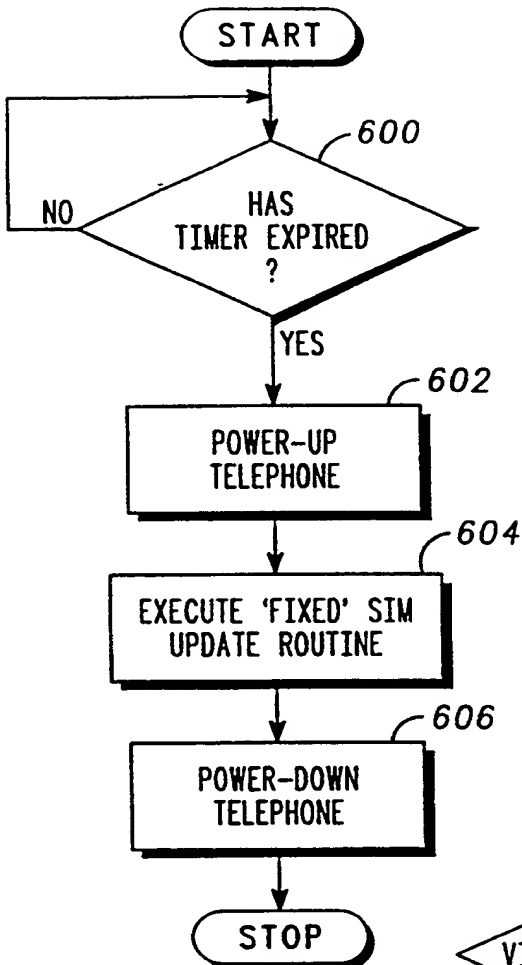 START
600
HAS
TIMER EXPIRED
?
NO
YES
602
POWER-UP
TELEPHONE
604
EXECUTE 'FIXED' SIM
UPDATE ROUTINE
606
POWER-DOWN
TELEPHONE
STOP